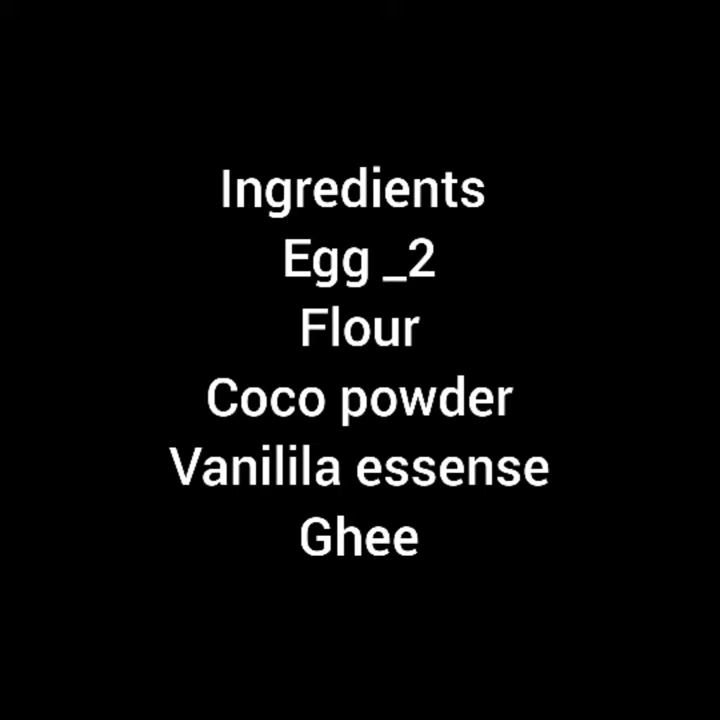 Ingredients
Egg _2
Flour
Coco powder
Vanilila essense
Ghee